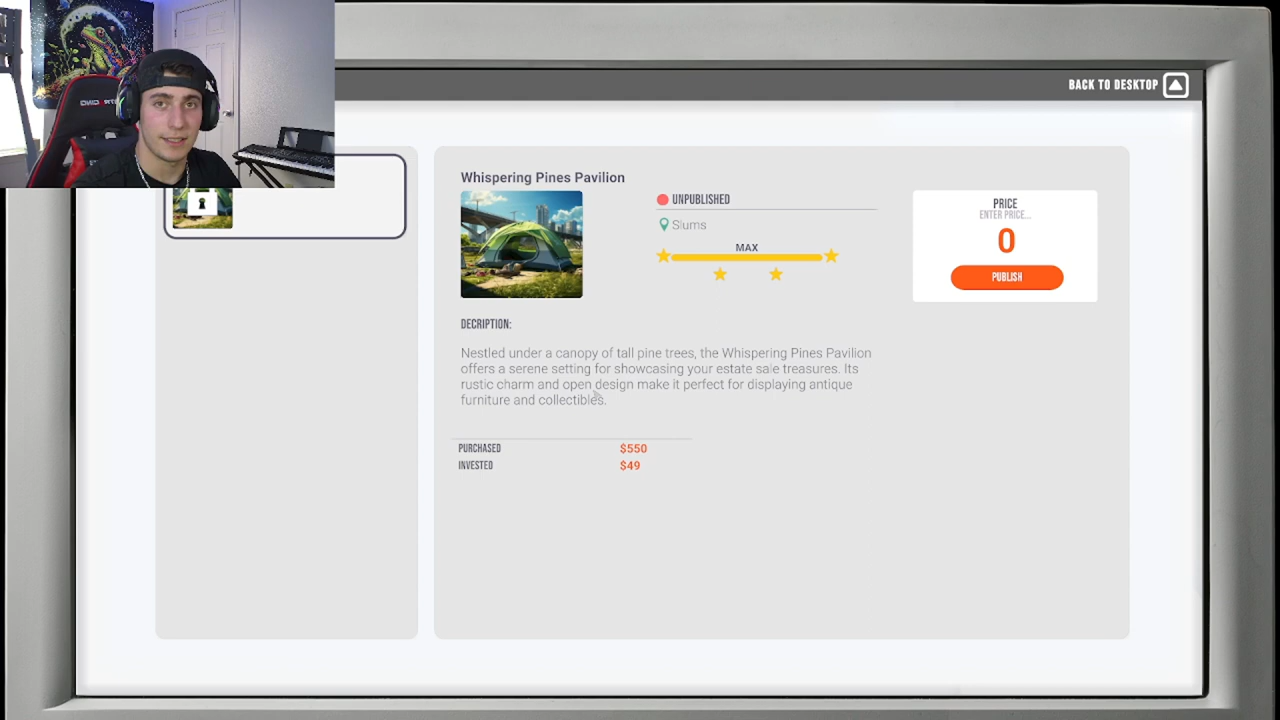 BACK TO DESKTOP
Whispering Pines Pavilion
UNPUBLISHED
Slums
MAX
PRICE
ENTER PRICE...
0
PUBLISH
DECRIPTION:
Nestled under a canopy of tall pine trees, the Whispering Pines Pavilion
offers a serene setting for showcasing your estate sale treasures. Its
rustic charm and open design make it perfect for displaying antique
furniture and collectibles.
PURCHASED $550
INVESTED $49